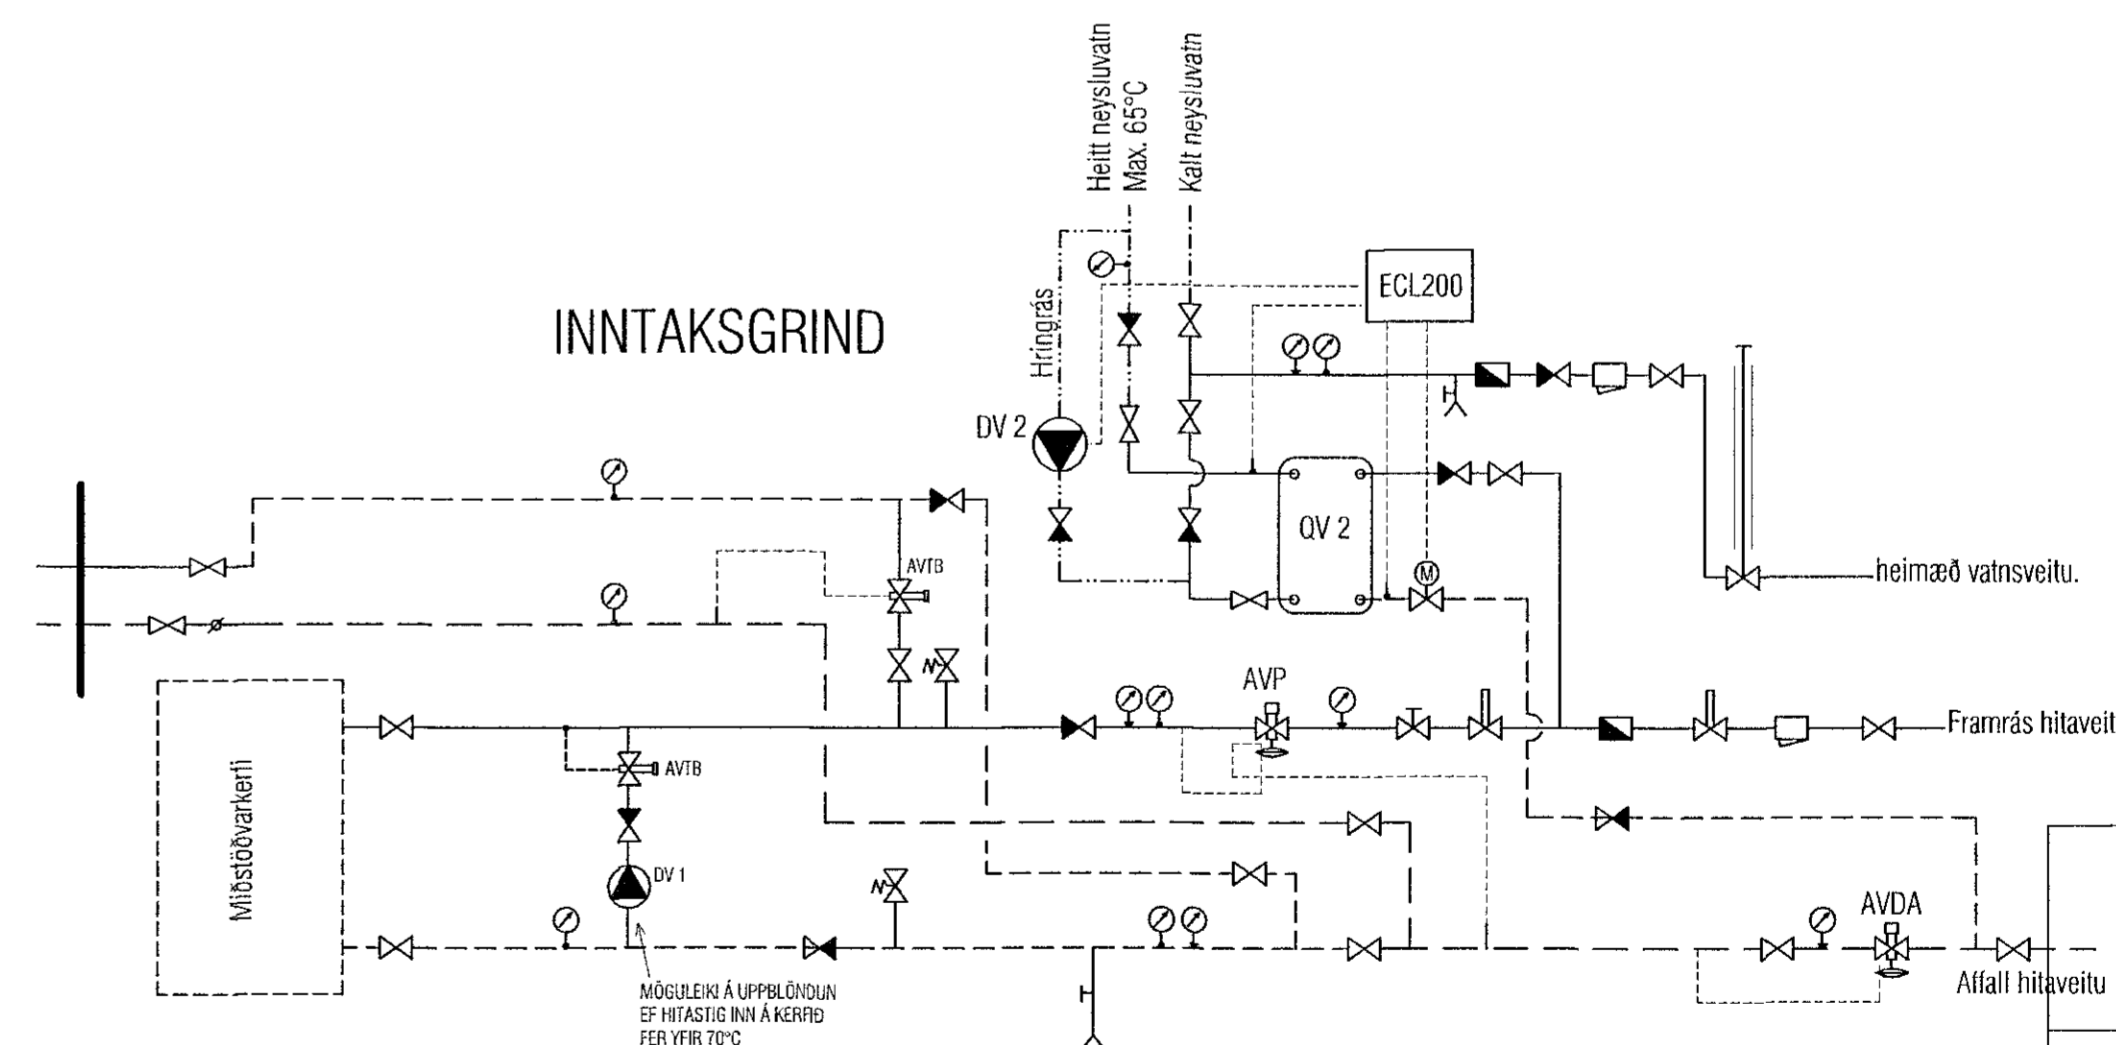 Heitt neysluvatn
Max. 65°C
Kalt neysluvatn
INNTAKSGRIND
Hringrás
ECL200
DV 2
QV 2
M
AVTB
heimæð vatnsveitu.
AVP
Framrás hitaveit
AVTB
Miðstöðvarkerfi
DV 1
AVDA
Affall hitaveitu
MÖGULEIKI Á UPPBLÖNDUN
EF HITASTIG INN Á KERFIÐ
FER YFIR 70°C